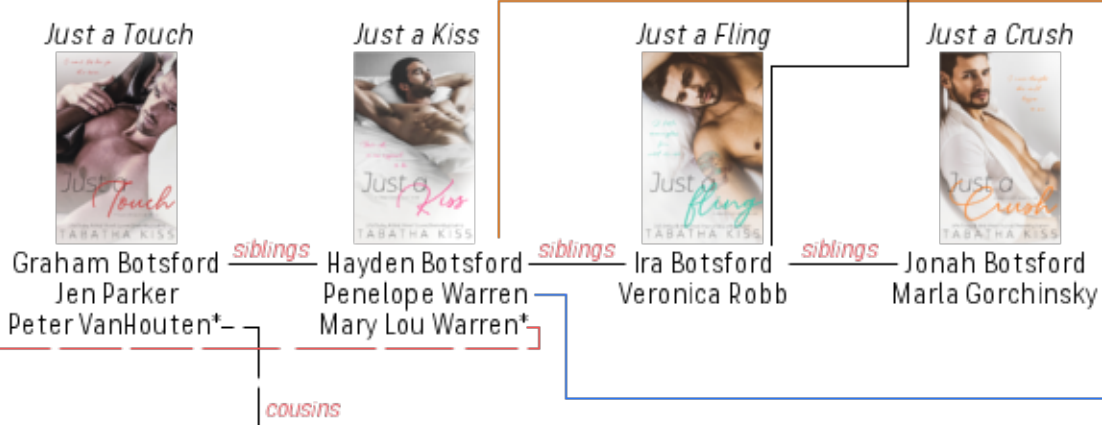 Just a Touch
Just a Kiss
Just a Fling
Just a Crush
Just a Touch
TABATHA KISS
Just a Kiss
TABATHA KISS
Just a fling
TABATHA KISS
Just a Crush
TABATHA KISS
Graham Botsford siblings Hayden Botsford siblings Ira Botsford siblings Jonah Botsford
Jen Parker
Penelope Warren
Veronica Robb
Marla Gorchinsky
Peter VanHouten*
Mary Lou Warren*
cousins